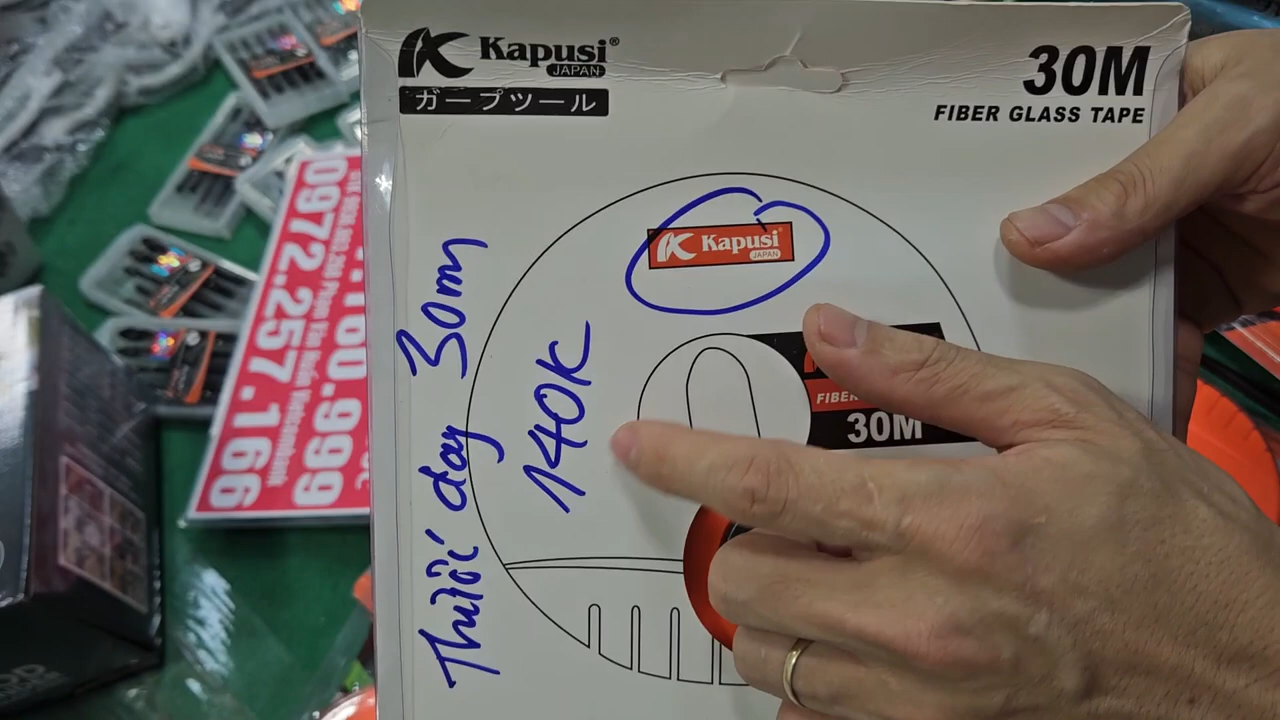 Kapusi®
JAPAN
ガープツール
30M
FIBER GLASS TAPE
Kapusi
JAPAN
30M
Thước dây 30m
140K
0972.257.166